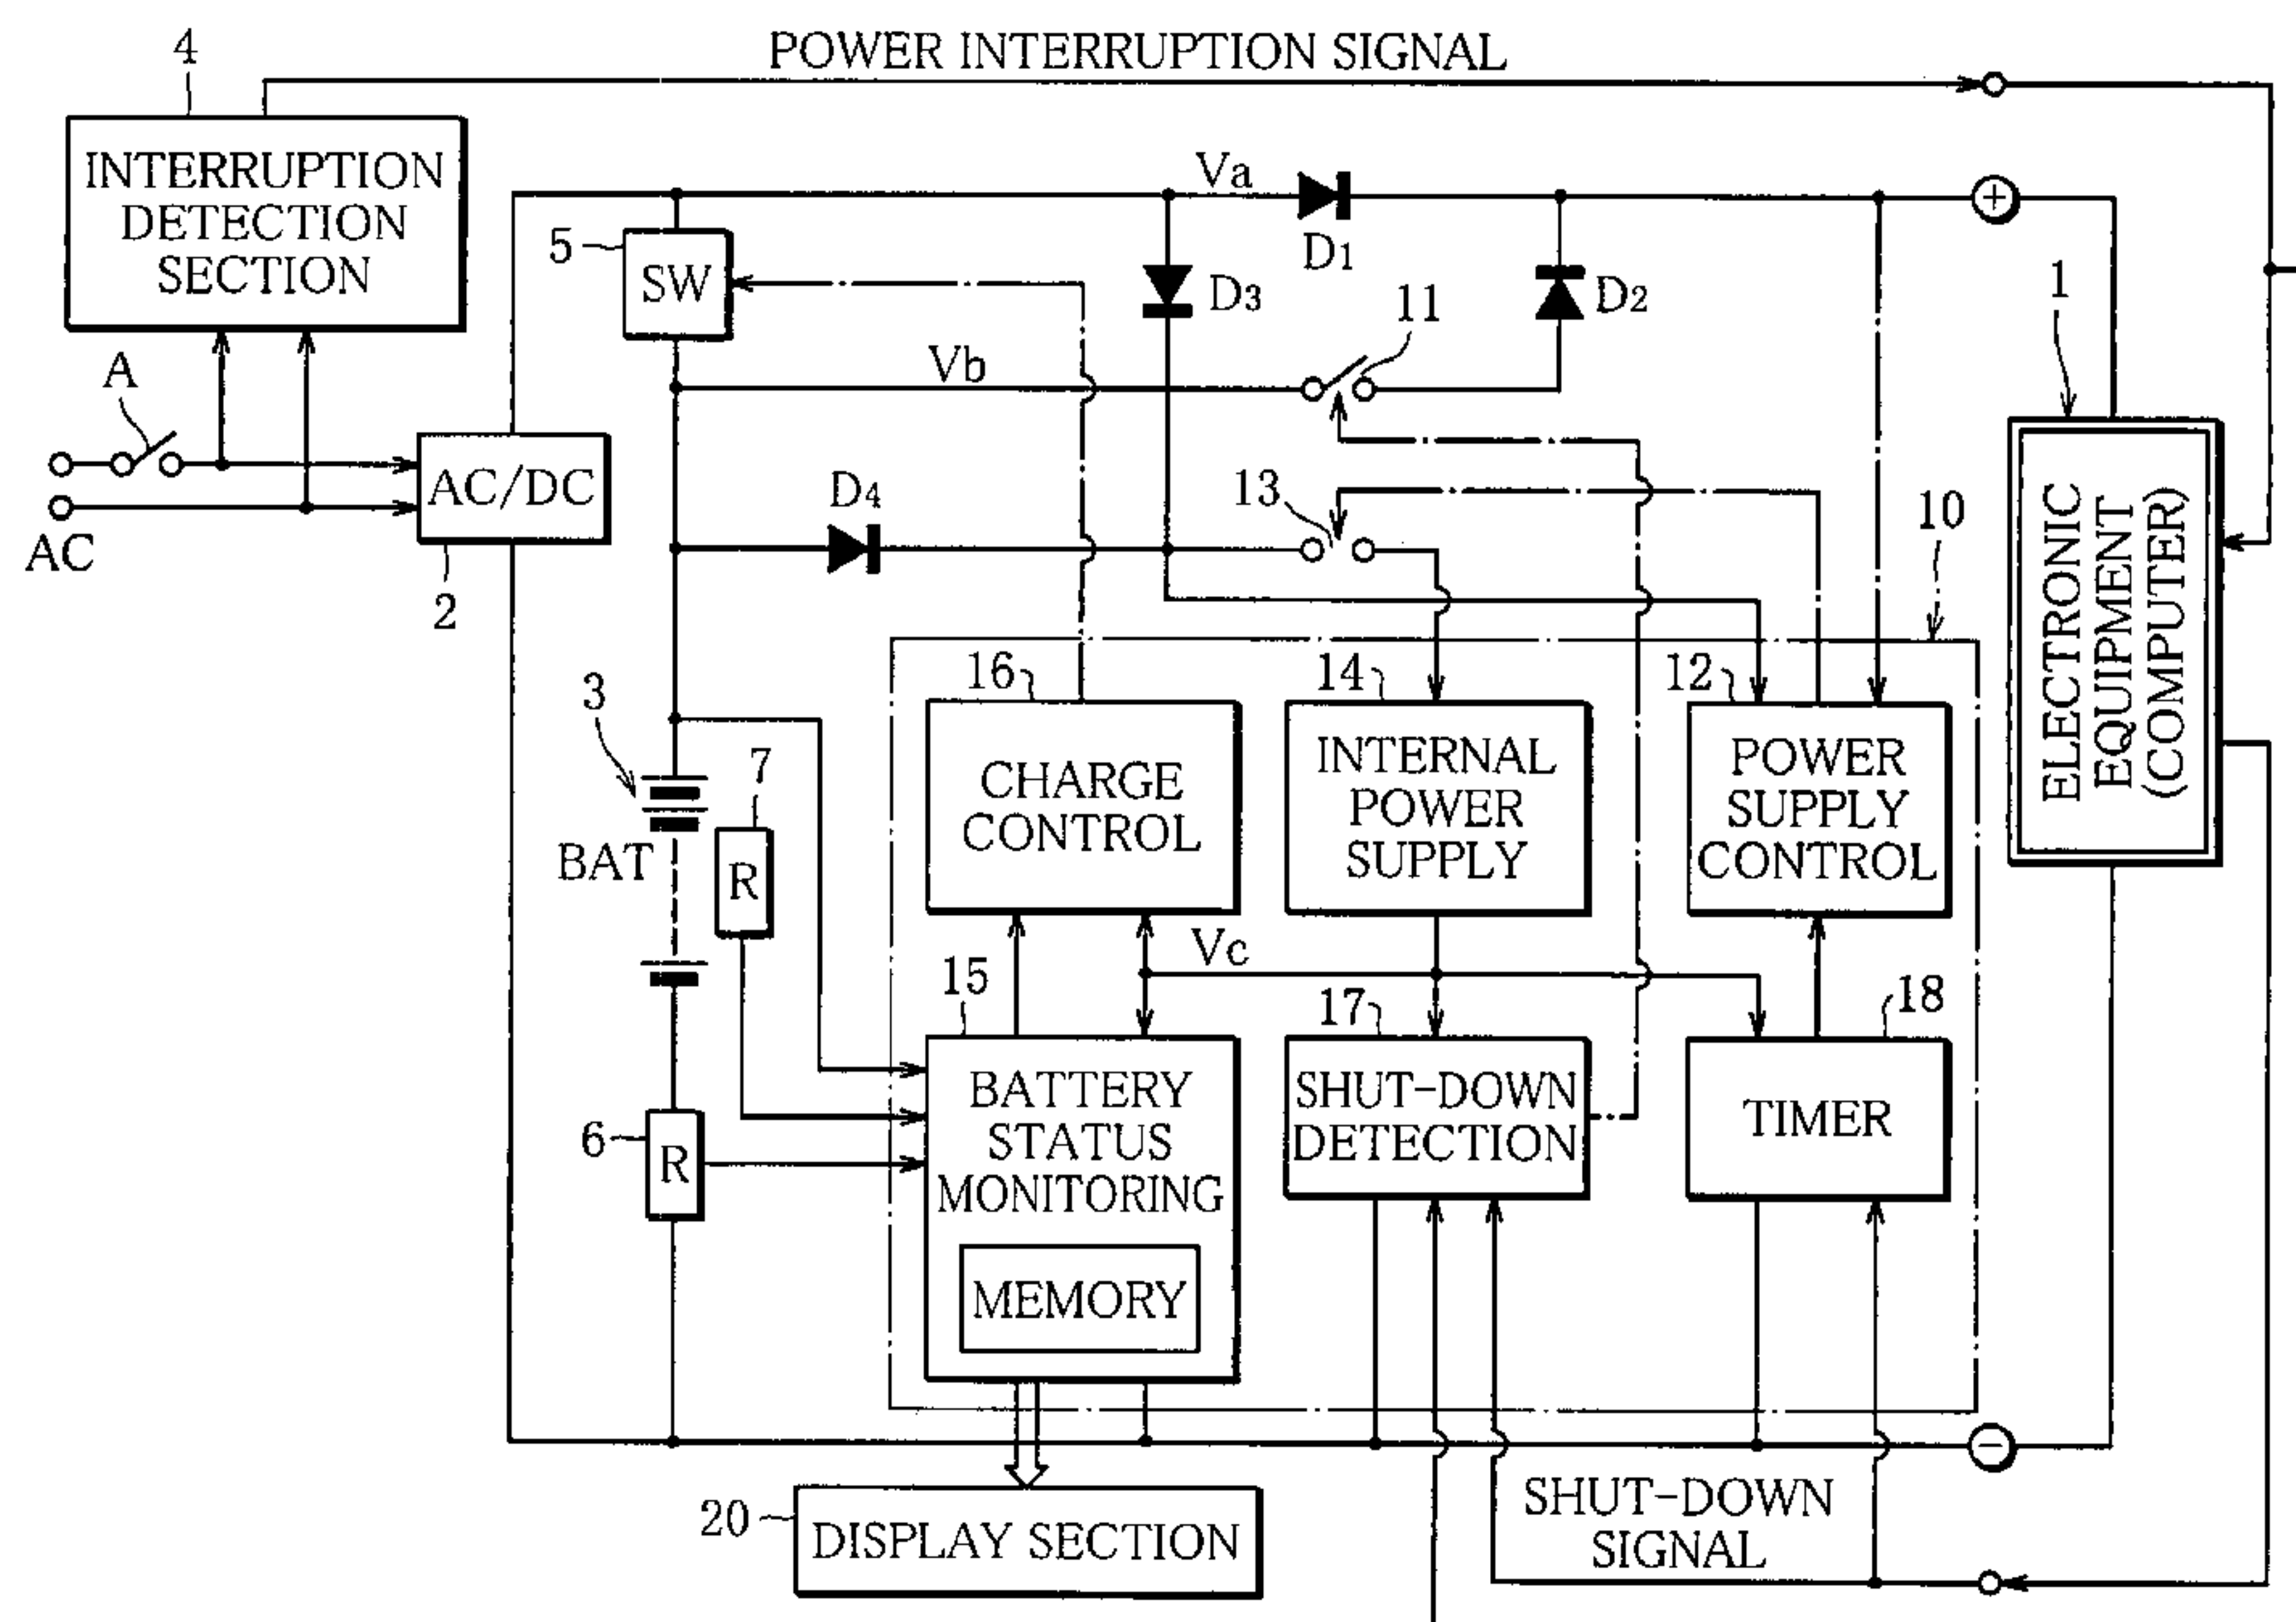 4
POWER INTERRUPTION SIGNAL
INTERRUPTION
DETECTION
SECTION
Va
+
5
SW
D1
D3
D2
11
1
A
Vb
AC/DC
D4
13
10
AC
2
ELECTRONIC
EQUIPMENT
(COMPUTER)
3
16
14
12
7
CHARGE
CONTROL
INTERNAL
POWER
SUPPLY
POWER
SUPPLY
CONTROL
BAT
R
Vc
15
17
18
6
R
BATTERY
STATUS
MONITORING
SHUT-DOWN
DETECTION
TIMER
MEMORY
−
20
DISPLAY SECTION
SHUT-DOWN
SIGNAL